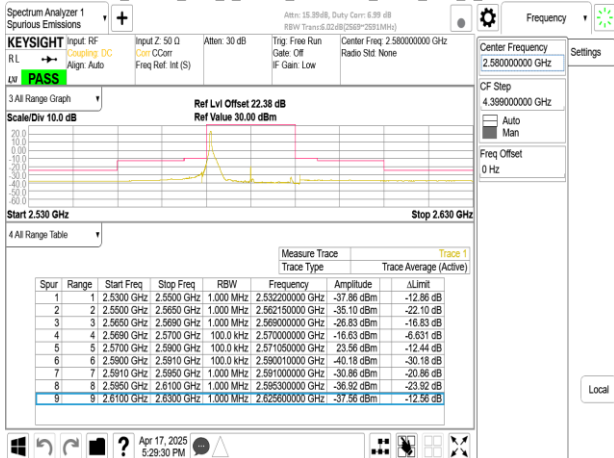 Spectrum Analyzer 1
Spurious Emissions
Attn: 15.39dB, Duty Corr: 6.99 dB
RBW Trans:6.02dB(2569~2591MHz)
Frequency
Settings
KEYSIGHT Input: RF Input Z: 50 Ω Atten: 30 dB Trig: Free Run Center Freq: 2.580000000 GHz
RL Coupling: DC Corr CCorr Gate: Off Radio Std: None
Align: Auto Freq Ref: Int (S) IF Gain: Low
LXI PASS
Center Frequency
2.580000000 GHz
CF Step
4.399000000 GHz
Auto
Man
Freq Offset
0 Hz
3 All Range Graph
Ref Lvl Offset 22.38 dB
Scale/Div 10.0 dB Ref Value 30.00 dBm
20.0
10.0
0.00
-10.0
-20.0
-30.0
-40.0
-50.0
-60.0
Start 2.530 GHz Stop 2.630 GHz
4 All Range Table
Measure Trace Trace 1
Trace Type Trace Average (Active)
Spur Range Start Freq Stop Freq RBW Frequency Amplitude ΔLimit
1 1 2.5300 GHz 2.5500 GHz 1.000 MHz 2.532200000 GHz -37.86 dBm -12.86 dB
2 2 2.5500 GHz 2.5650 GHz 1.000 MHz 2.562150000 GHz -35.10 dBm -22.10 dB
3 3 2.5650 GHz 2.5690 GHz 1.000 MHz 2.569000000 GHz -26.83 dBm -16.83 dB
4 4 2.5690 GHz 2.5700 GHz 100.0 kHz 2.570000000 GHz -16.63 dBm -6.631 dB
5 5 2.5700 GHz 2.5900 GHz 100.0 kHz 2.571050000 GHz 23.56 dBm -12.44 dB
6 6 2.5900 GHz 2.5910 GHz 100.0 kHz 2.590010000 GHz -40.18 dBm -30.18 dB
7 7 2.5910 GHz 2.5950 GHz 1.000 MHz 2.591000000 GHz -30.86 dBm -20.86 dB
8 8 2.5950 GHz 2.6100 GHz 1.000 MHz 2.595300000 GHz -36.92 dBm -23.92 dB
9 9 2.6100 GHz 2.6300 GHz 1.000 MHz 2.625600000 GHz -37.56 dBm -12.56 dB
Local
?
Apr 17, 2025
5:29:30 PM